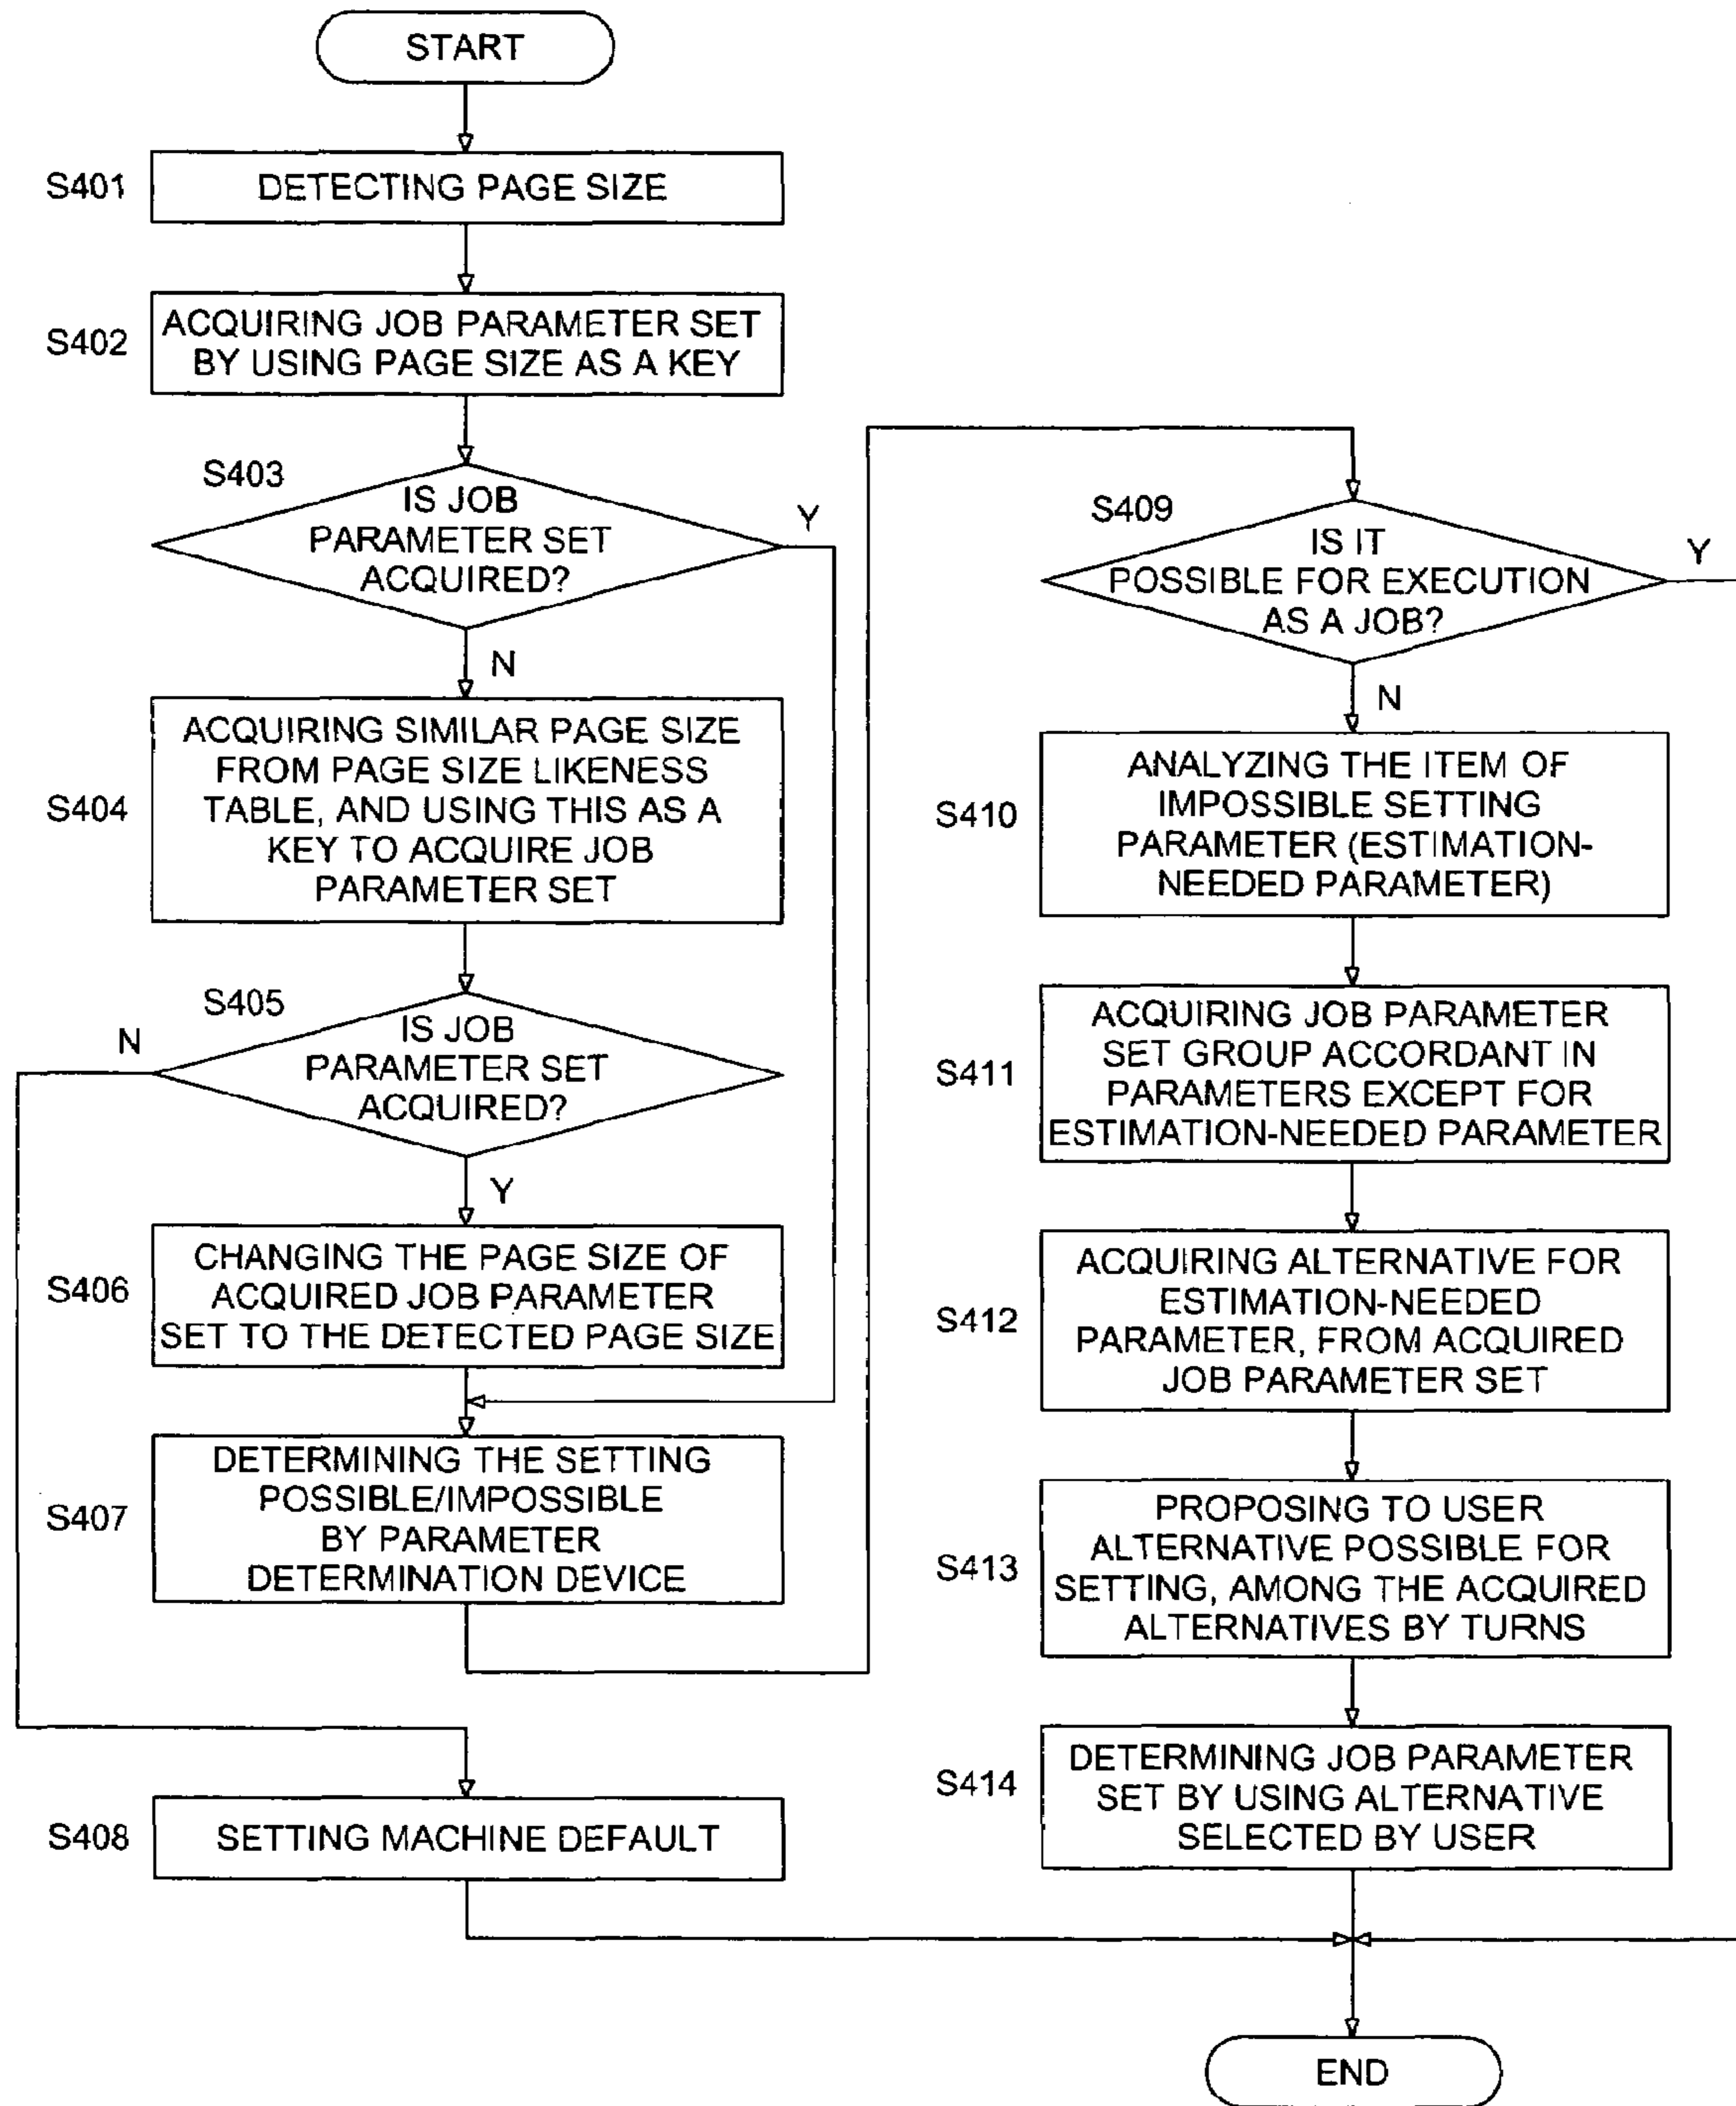 START
S401
DETECTING PAGE SIZE
S402
ACQUIRING JOB PARAMETER SET
BY USING PAGE SIZE AS A KEY
S403
IS JOB
PARAMETER SET
ACQUIRED?
Y
N
S404
ACQUIRING SIMILAR PAGE SIZE
FROM PAGE SIZE LIKENESS
TABLE, AND USING THIS AS A
KEY TO ACQUIRE JOB
PARAMETER SET
S405
IS JOB
PARAMETER SET
ACQUIRED?
N
Y
S406
CHANGING THE PAGE SIZE OF
ACQUIRED JOB PARAMETER
SET TO THE DETECTED PAGE SIZE
S407
DETERMINING THE SETTING
POSSIBLE/IMPOSSIBLE
BY PARAMETER
DETERMINATION DEVICE
S408
SETTING MACHINE DEFAULT
S409
IS IT
POSSIBLE FOR EXECUTION
AS A JOB?
Y
N
S410
ANALYZING THE ITEM OF
IMPOSSIBLE SETTING
PARAMETER (ESTIMATION-
NEEDED PARAMETER)
S411
ACQUIRING JOB PARAMETER
SET GROUP ACCORDANT IN
PARAMETERS EXCEPT FOR
ESTIMATION-NEEDED PARAMETER
S412
ACQUIRING ALTERNATIVE FOR
ESTIMATION-NEEDED
PARAMETER, FROM ACQUIRED
JOB PARAMETER SET
S413
PROPOSING TO USER
ALTERNATIVE POSSIBLE FOR
SETTING, AMONG THE ACQUIRED
ALTERNATIVES BY TURNS
S414
DETERMINING JOB PARAMETER
SET BY USING ALTERNATIVE
SELECTED BY USER
END